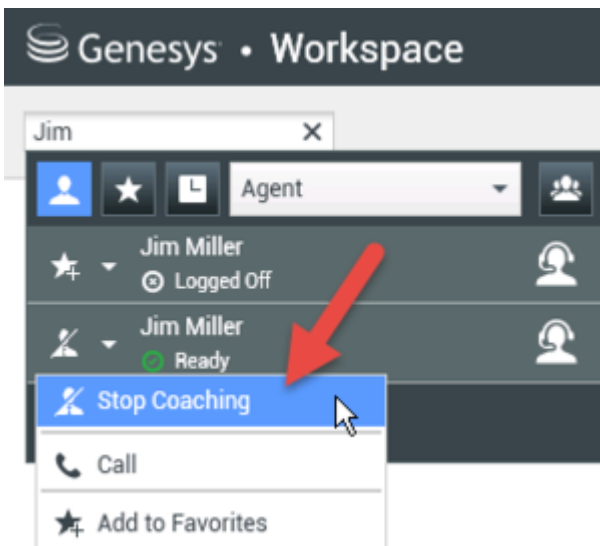 Genesys • Workspace
Jim
Agent
Jim Miller
Logged Off
Jim Miller
Ready
Stop Coaching
Call
Add to Favorites